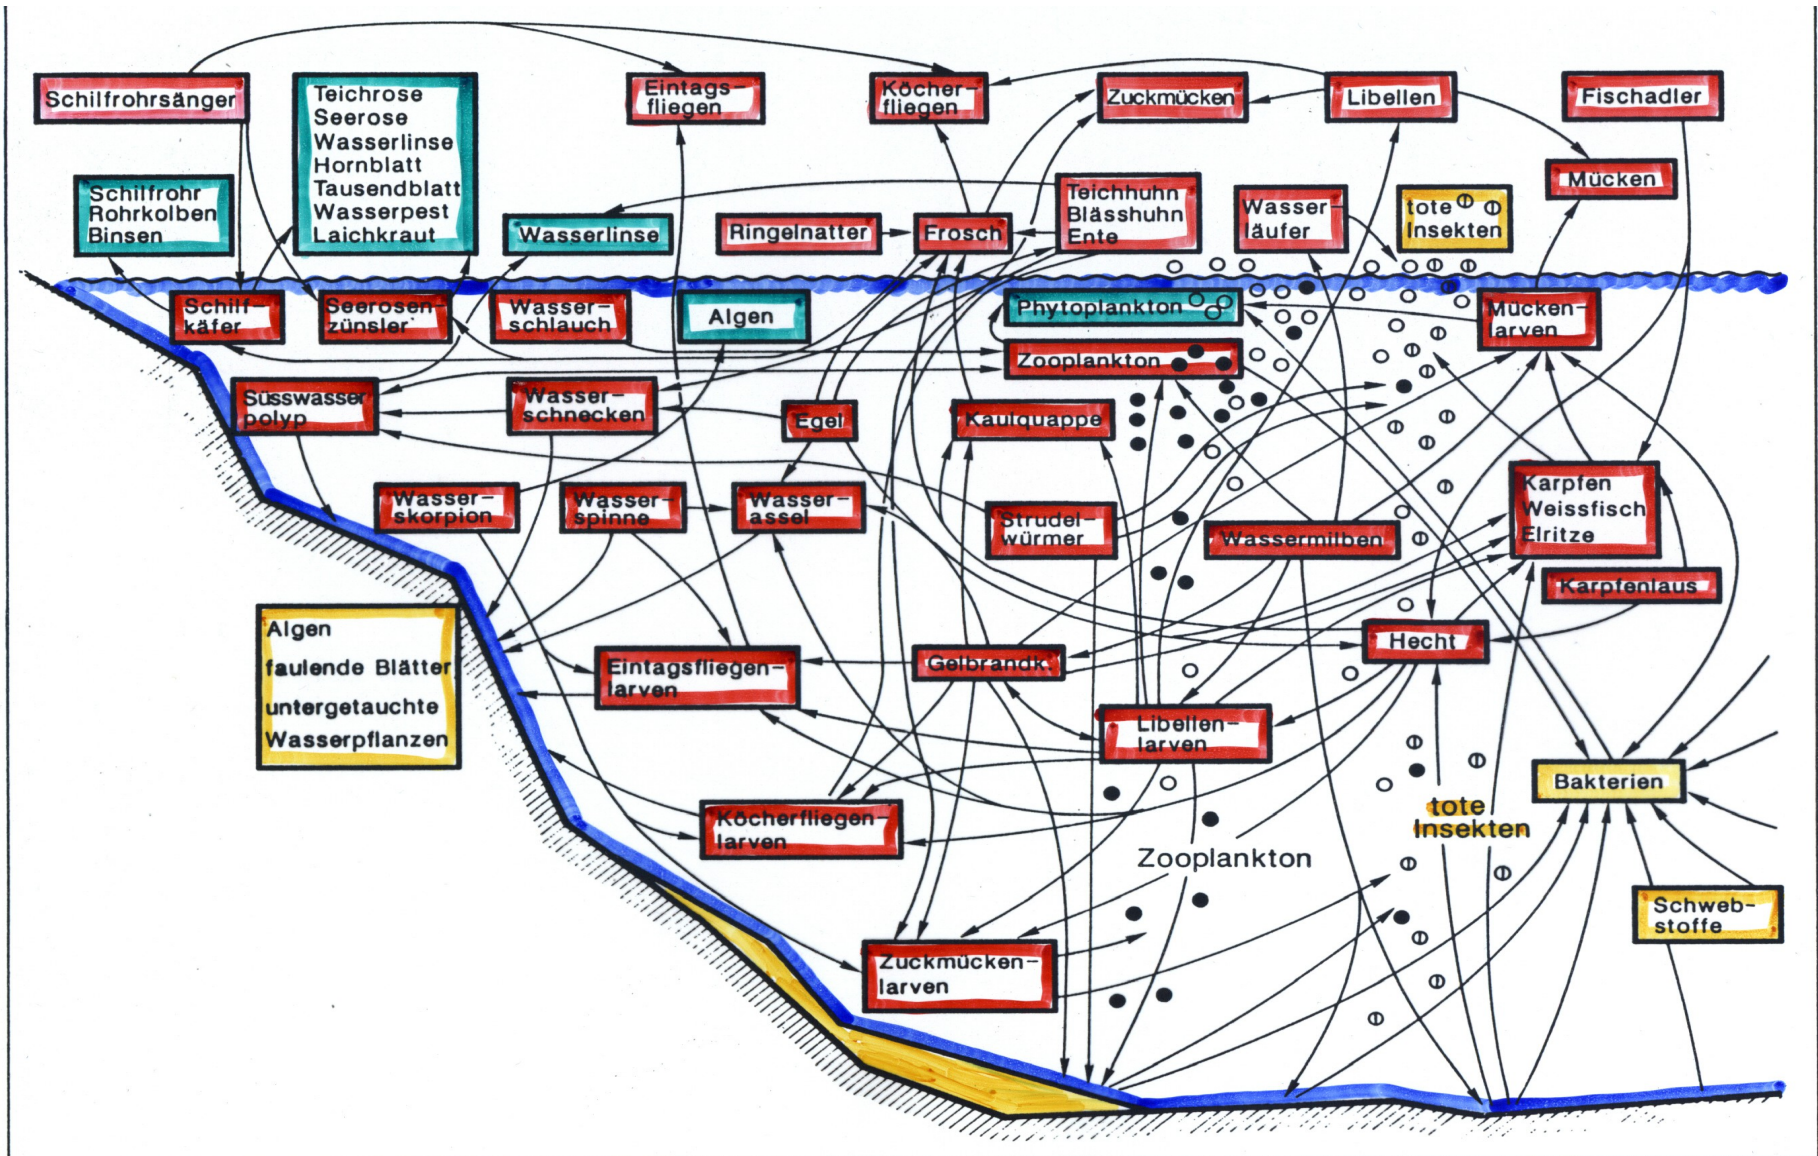 Schilfrohrsänger
Teichrose
Seerose
Wasserlinse
Hornblatt
Tausendblatt
Wasserpest
Laichkraut
Eintags-
fliegen
Köcher-
fliegen
Zuckmücken
Libellen
Fischadler
Mücken
Schilfrohr
Rohrkolben
Binsen
Wasserlinse
Ringelnatter
Frosch
Teichhuhn
Blässhuhn
Ente
Wasser-
läufer
tote
Insekten
Schilf-
käfer
Seerosen-
zünsler
Wasser-
schlauch
Algen
Phytoplankton
Zooplankton
Mücken-
larven
Süsswasser
polyp
Wasser-
schnecken
Egel
Kaulquappe
Wasser-
skorpion
Wasser-
spinne
Wasser-
assel
Strudel-
würmer
Wassermilben
Karpfen
Weissfisch
Elritze
Karpfenlaus
Hecht
Algen
faulende Blätter
untergetauchte
Wasserpflanzen
Eintagsfliegen-
larven
Gelbrandk.
Libellen-
larven
Bakterien
Köcherfliegen-
larven
tote
Insekten
Zooplankton
Schweb-
stoffe
Zuckmücken-
larven